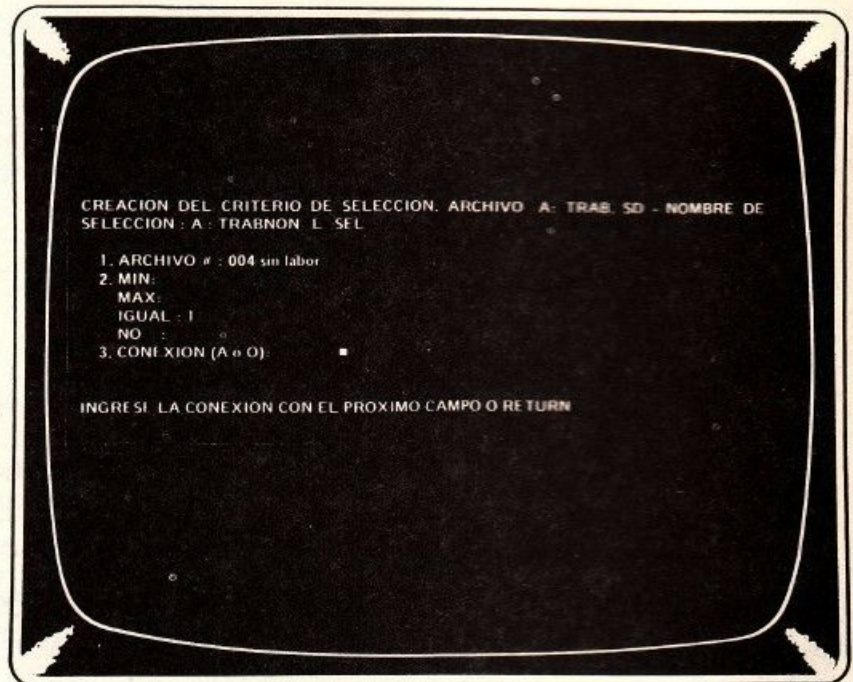 CREACION DEL CRITERIO DE SELECCION. ARCHIVO A: TRAB. SD - NOMBRE DE
SELECCION : A : TRABNON L SEL
1. ARCHIVO # : 004 sin labor
2. MIN:
MAX:
IGUAL : 1
NO :
3. CONEXION (A o O):
INGRESE LA CONEXION CON EL PROXIMO CAMPO O RETURN